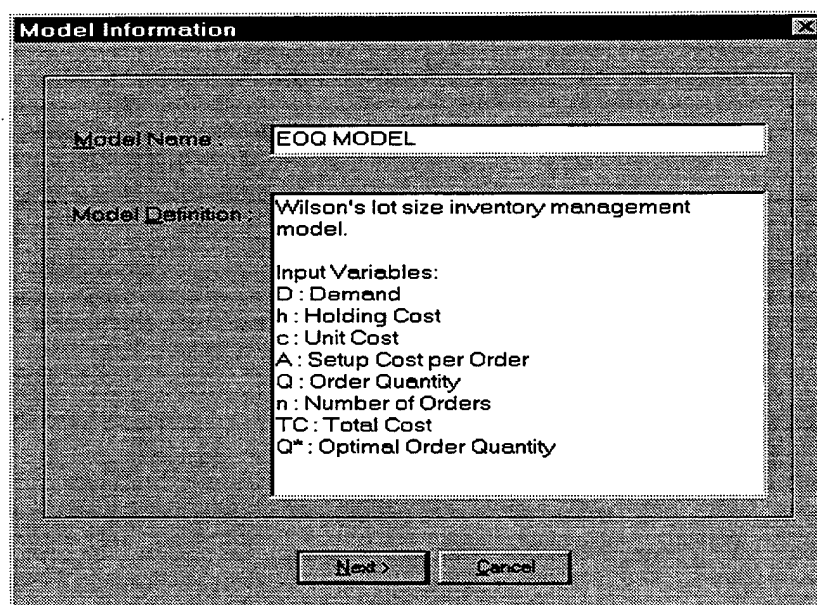 Model Information
Model Name :
EOQ MODEL
Model Definition :
Wilson's lot size inventory management
model.
Input Variables:
D : Demand
h : Holding Cost
c : Unit Cost
A : Setup Cost per Order
Q : Order Quantity
n : Number of Orders
TC : Total Cost
Q* : Optimal Order Quantity
Next >
Cancel